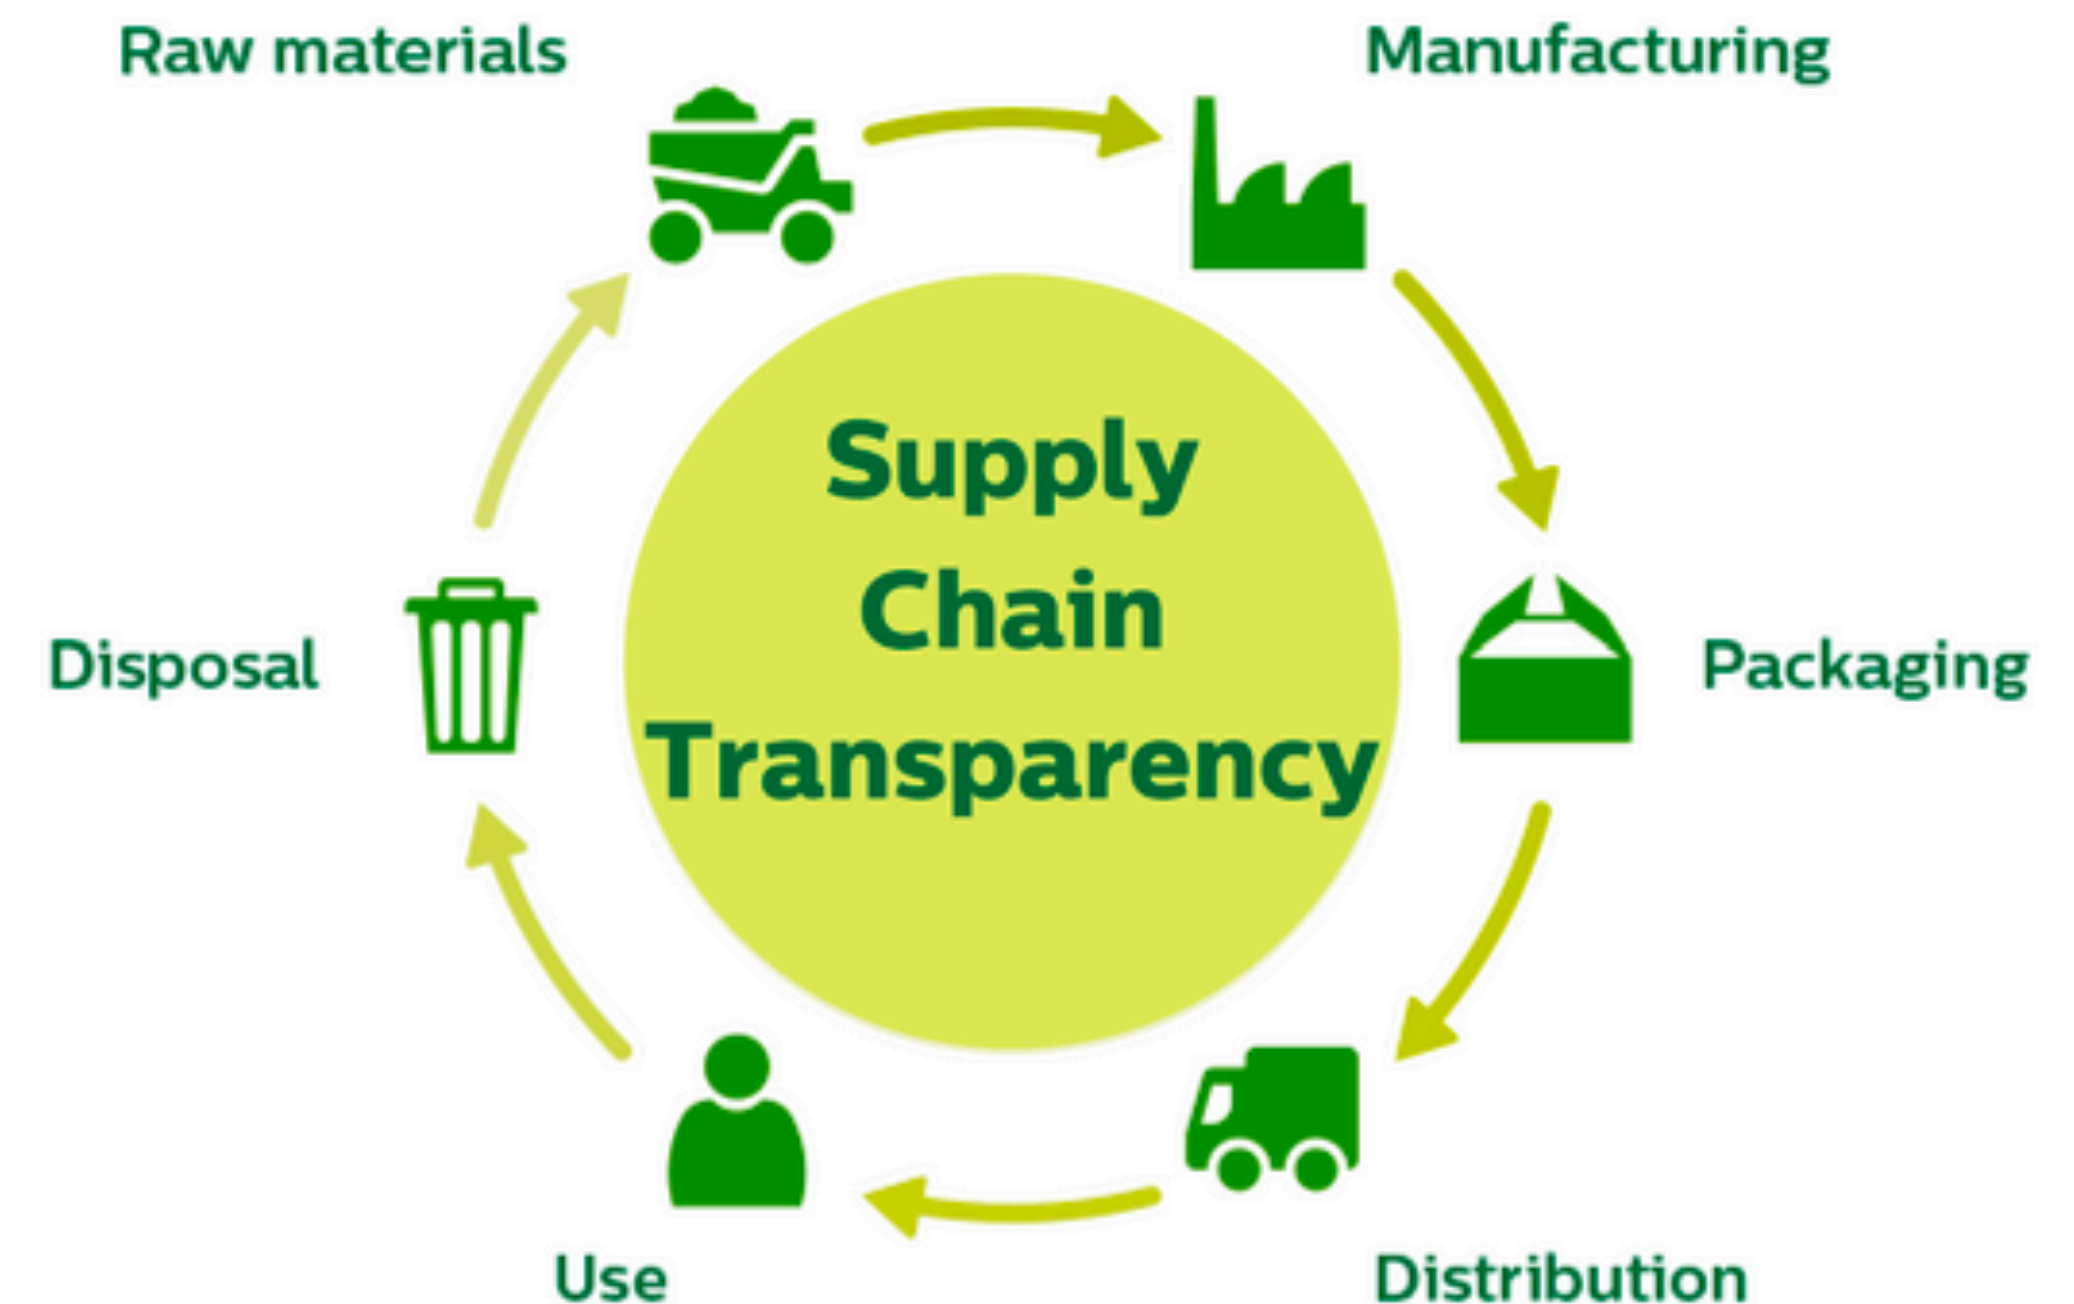 Raw materials
Manufacturing
Supply
Chain
Transparency
Disposal
Packaging
Use
Distribution